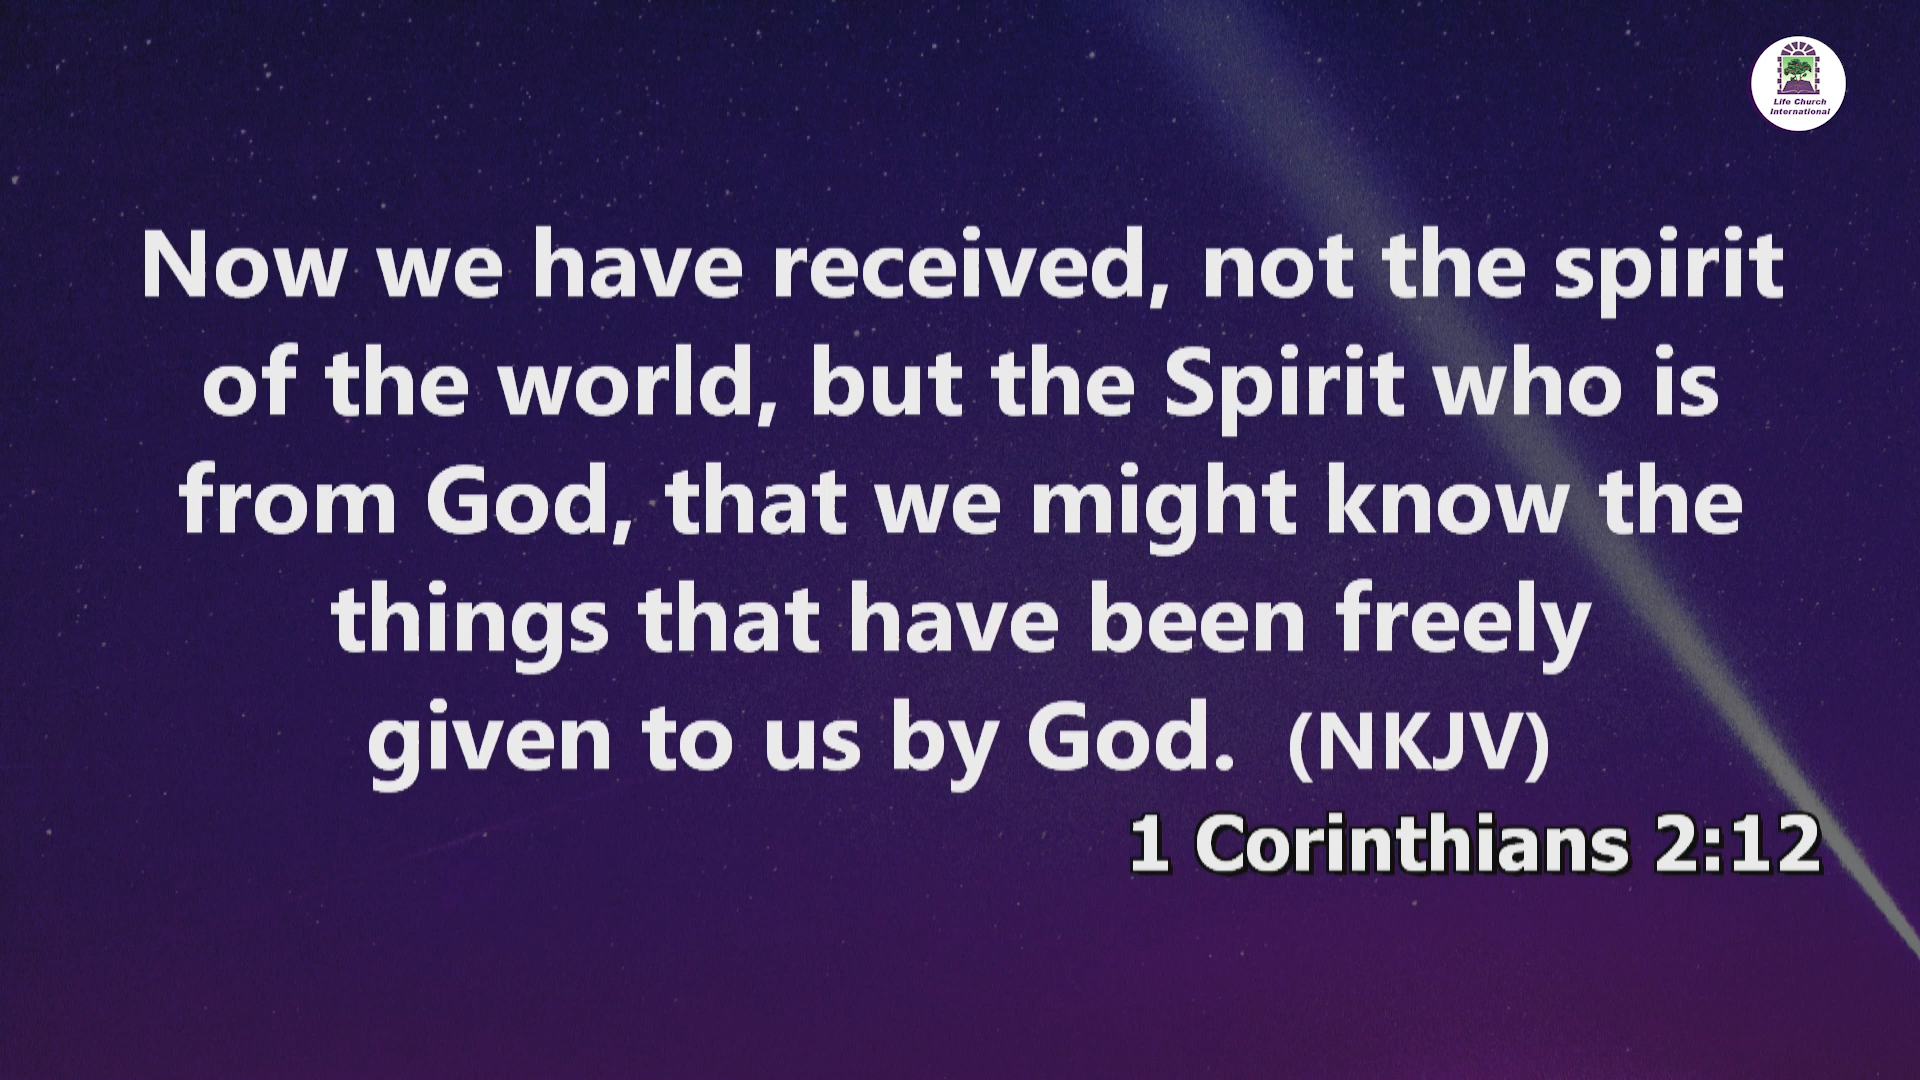 Life Church
International
Now we have received, not the spirit
of the world, but the Spirit who is
from God, that we might know the
things that have been freely
given to us by God.  (NKJV)
1 Corinthians 2:12